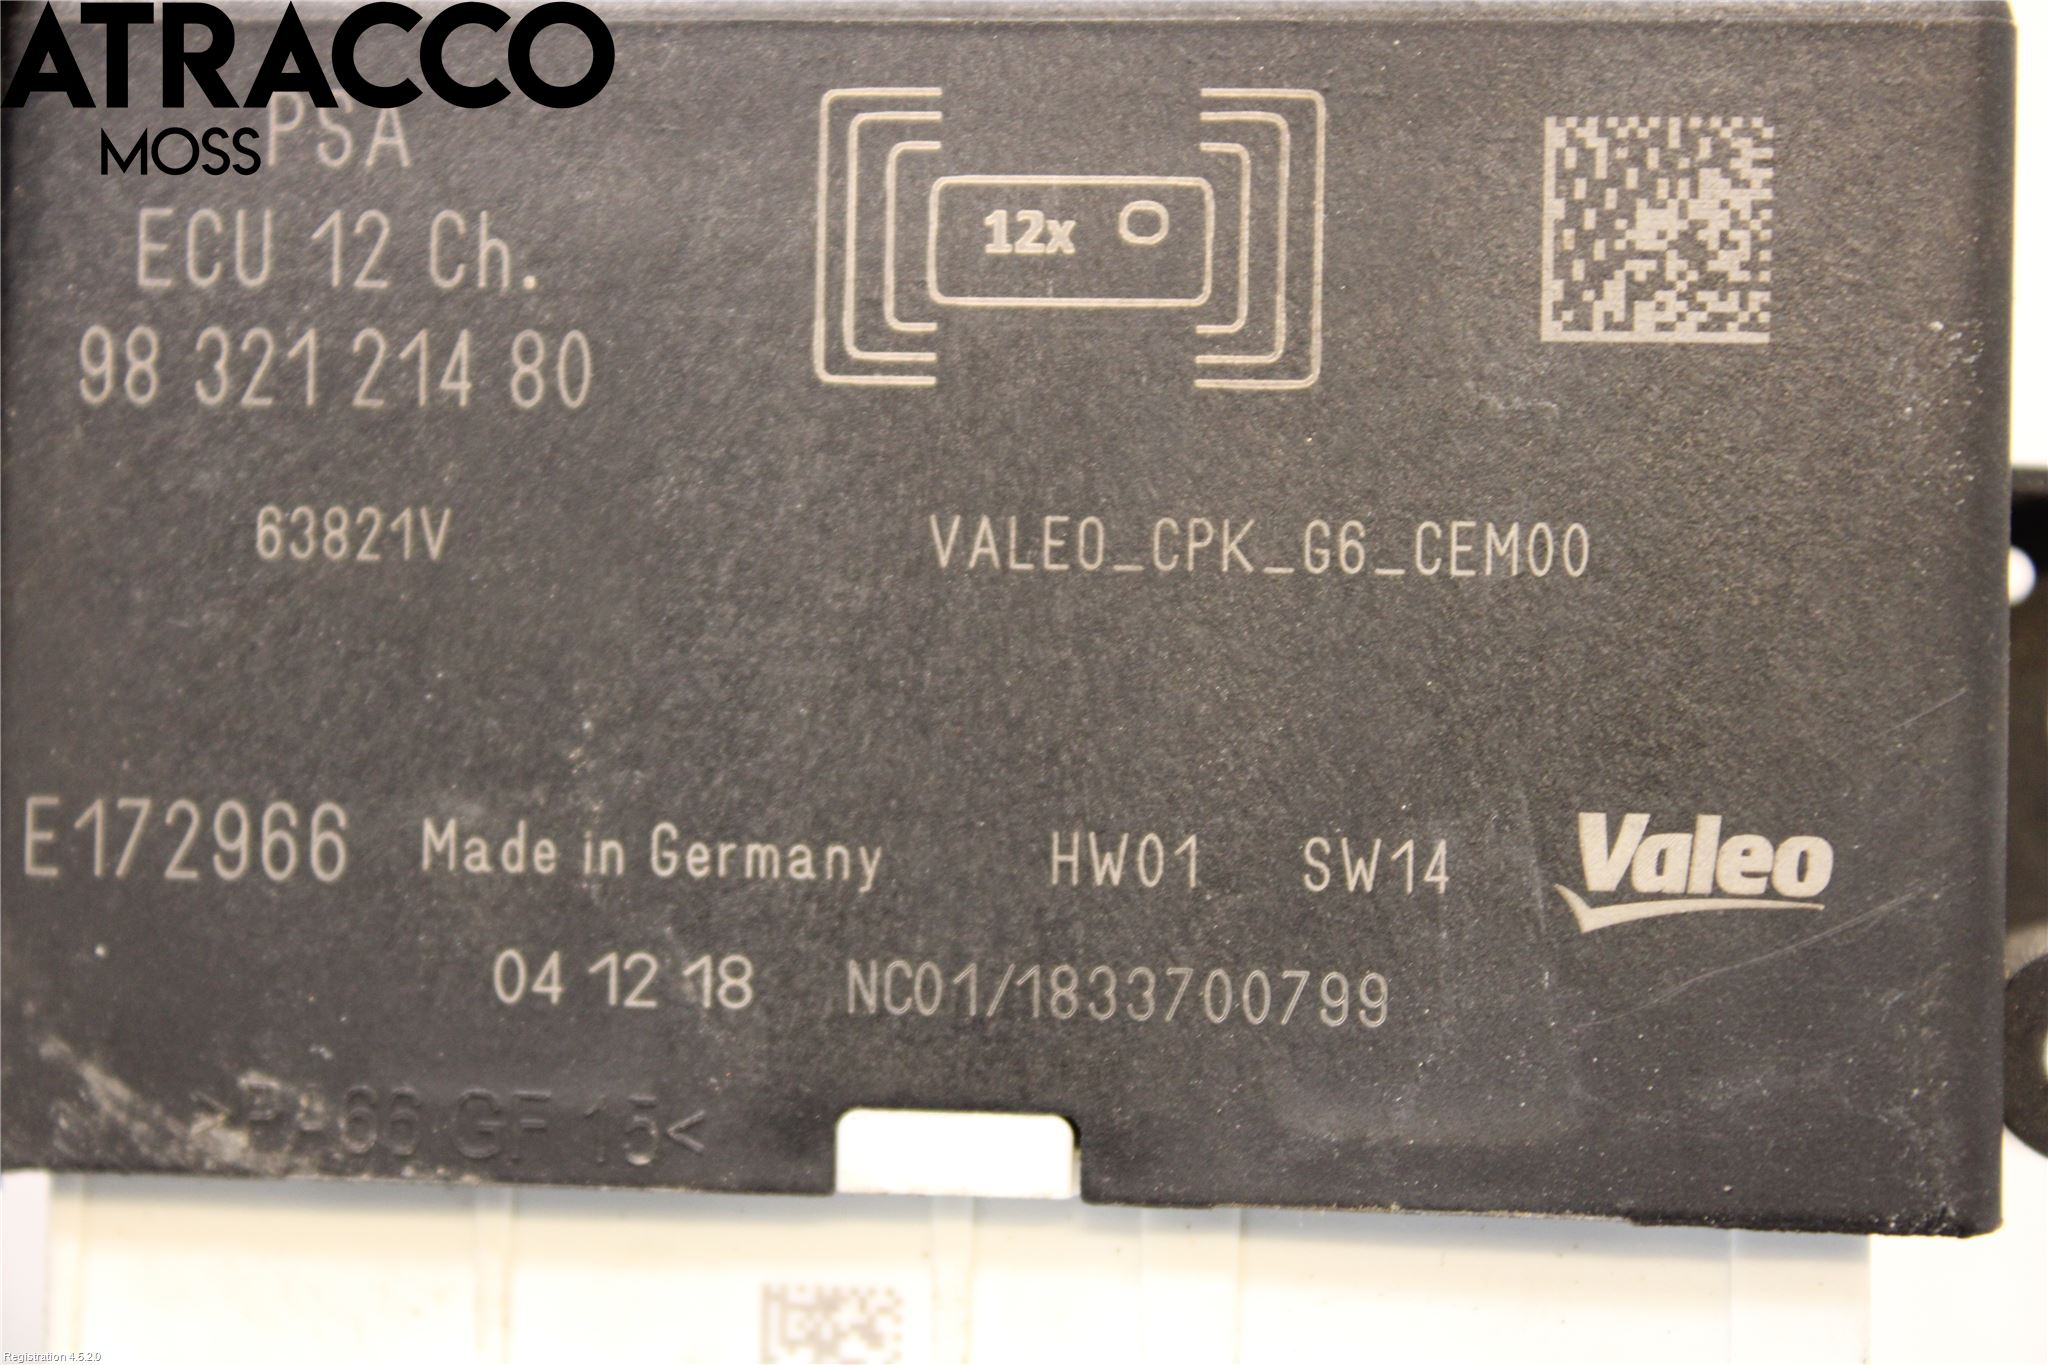 ATRACCO
MOSS
PSA
ECU 12 Ch.
98 321 214 80
12x
63821V
VALEO_CPK_G6_CEM00
E172966 Made in Germany HW01 SW14 Valeo
04 12 18 NC01/1833700799
>PA66 GF 15<
Registration 4.5.2.0